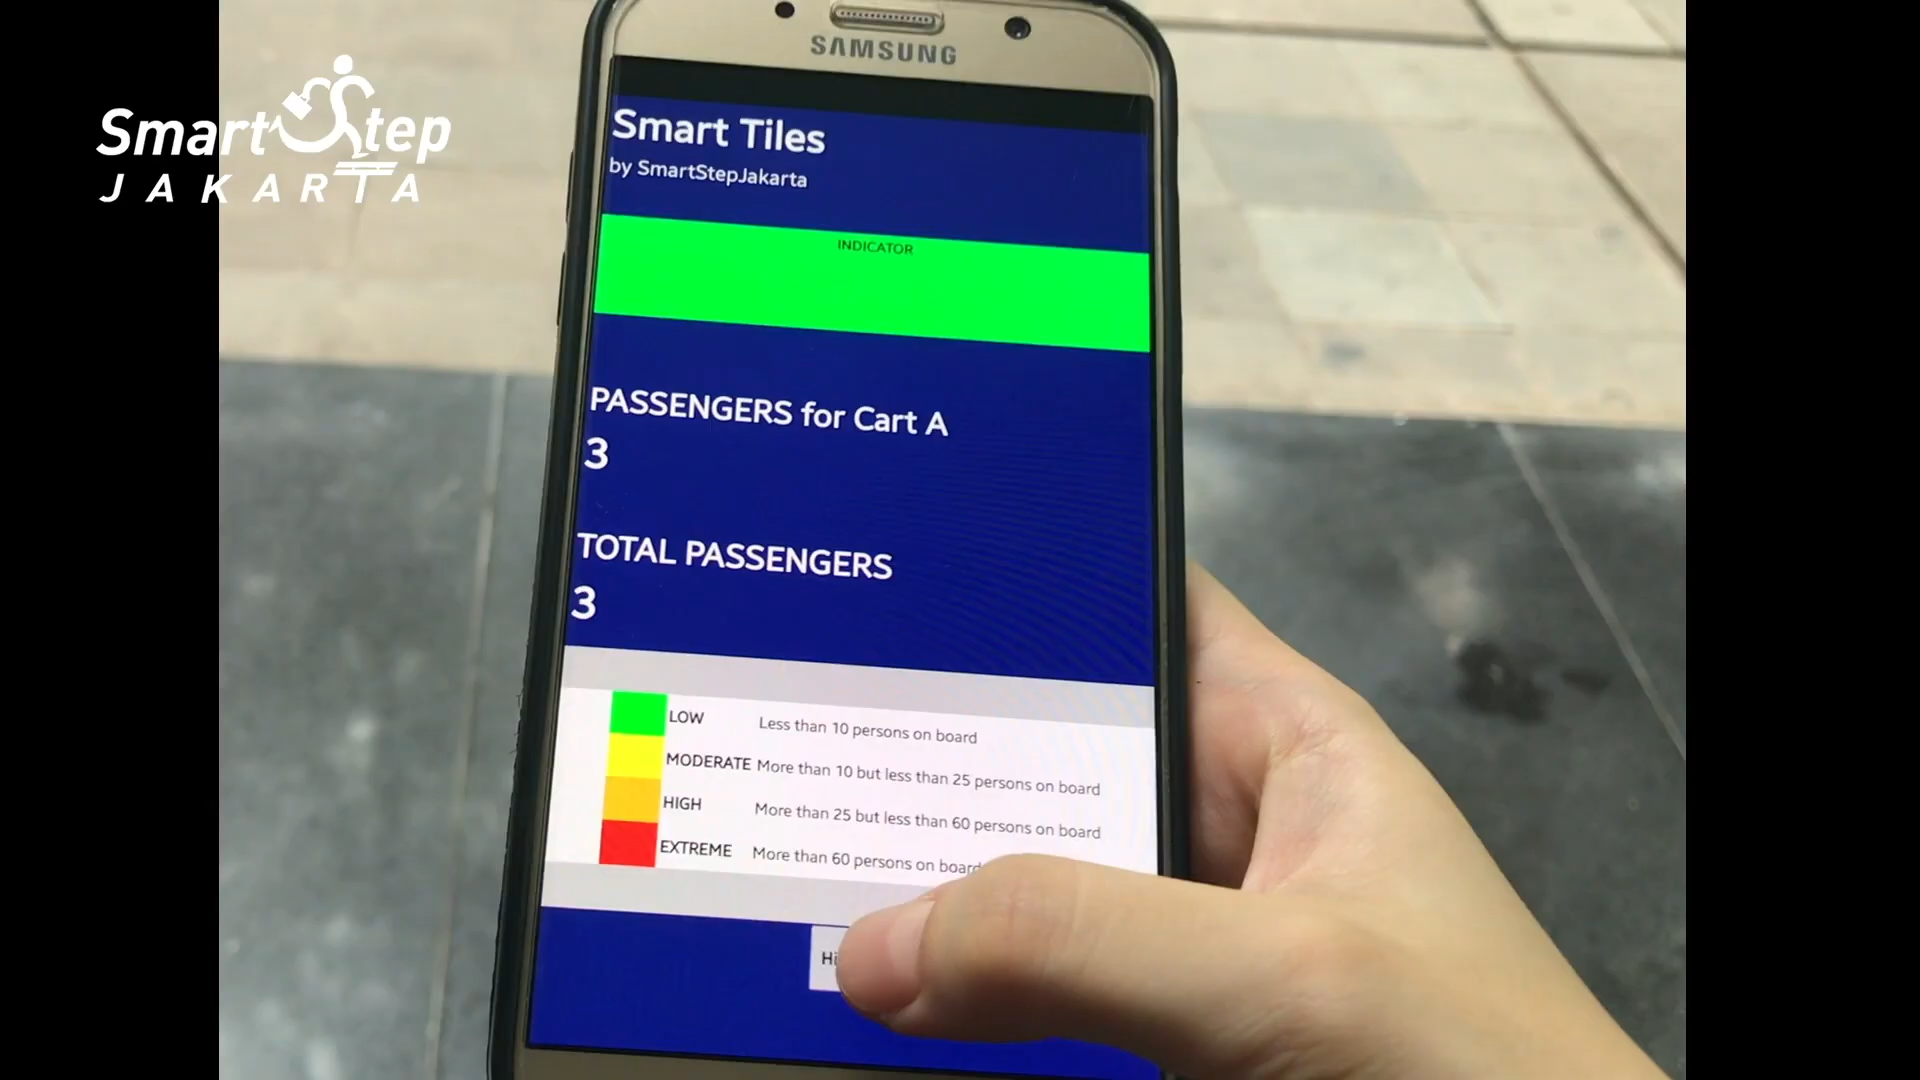 SmartStep
JAKARTA
SAMSUNG
Smart Tiles
by SmartStepJakarta
INDICATOR
PASSENGERS for Cart A
3
TOTAL PASSENGERS
3
LOW Less than 10 persons on board
MODERATE More than 10 but less than 25 persons on board
HIGH More than 25 but less than 60 persons on board
EXTREME More than 60 persons on board